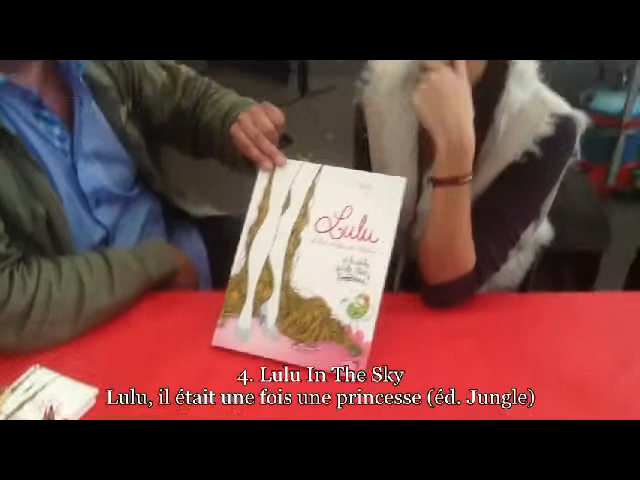 Lulu
4. Lulu In The Sky
Lulu, il était une fois une princesse (éd. Jungle)